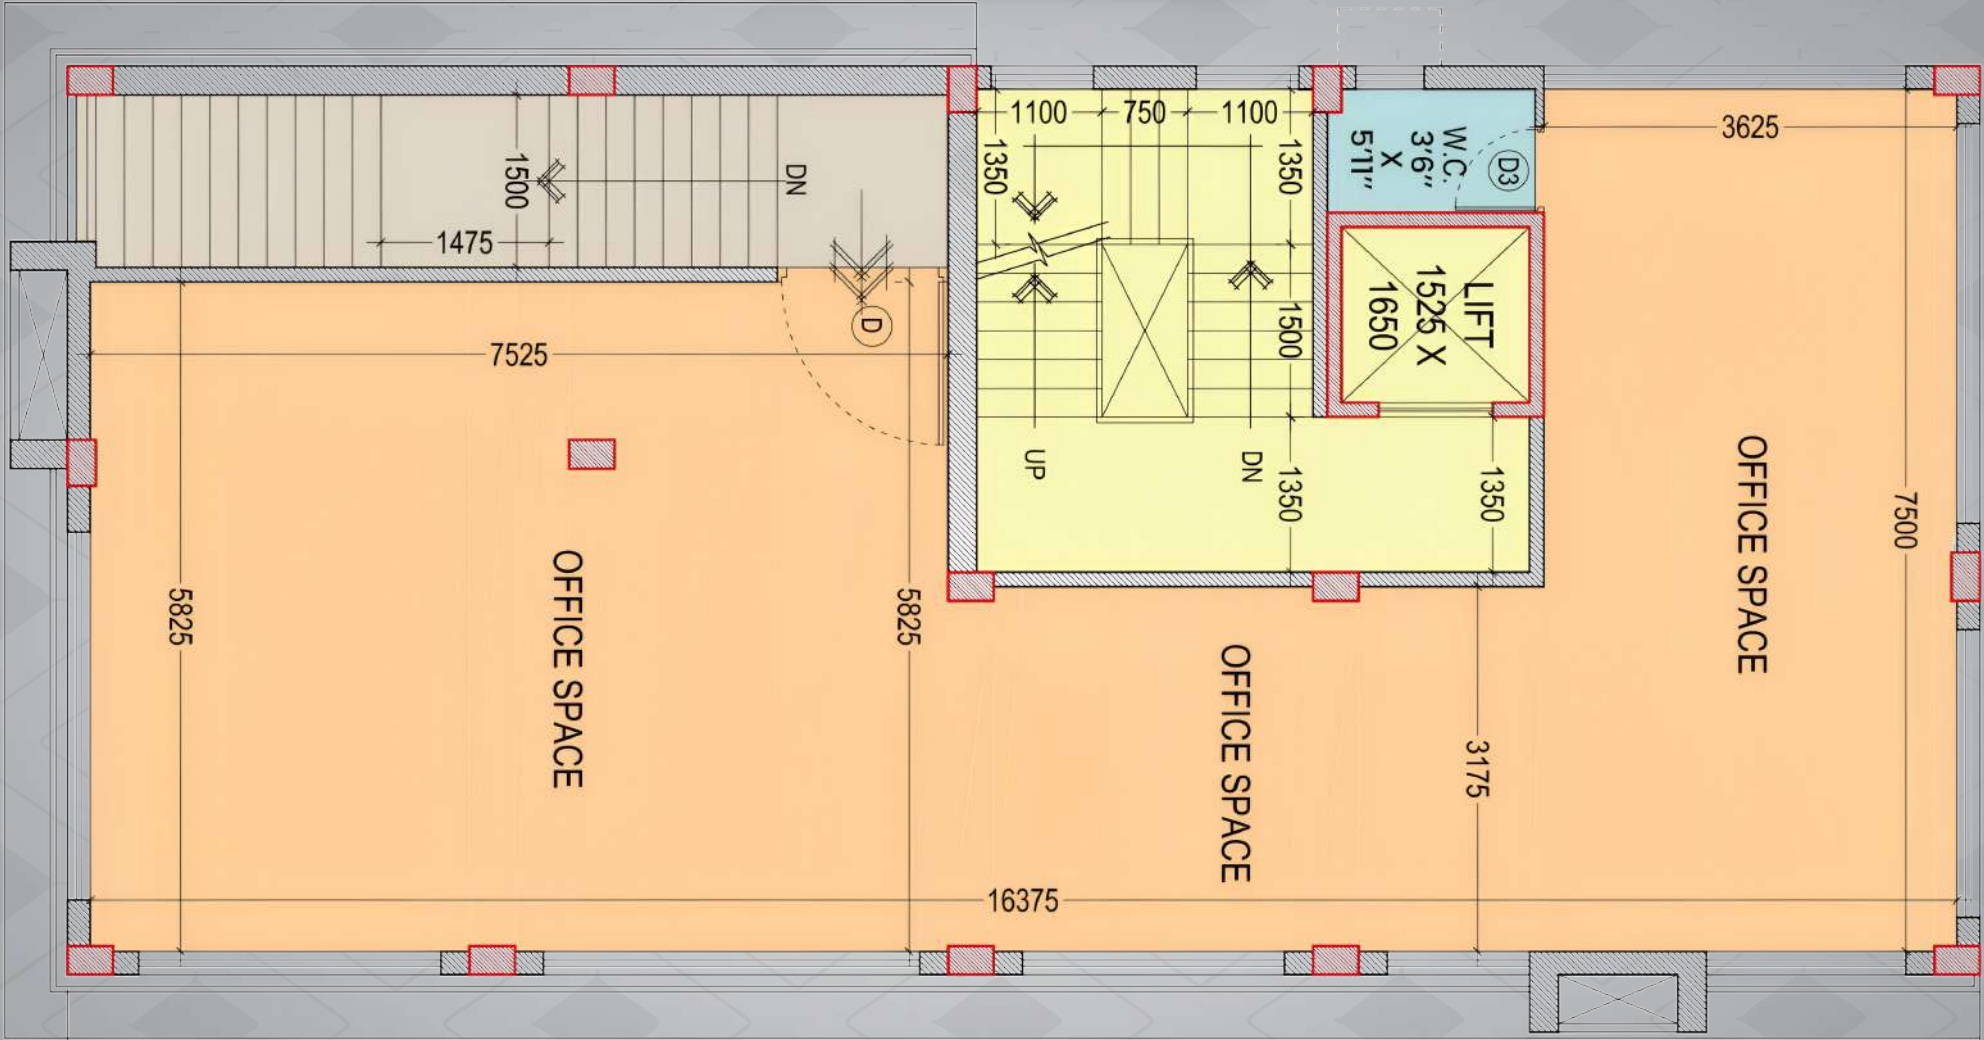 1100
750
1100
3625
1350
1350
W.C.
3'6"
X
5'11"
D3
DN
1500
1475
LIFT
1525 X
1650
D
7525
1500
UP
DN
1350
1350
OFFICE SPACE
7500
5825
OFFICE SPACE
5825
OFFICE SPACE
3175
16375